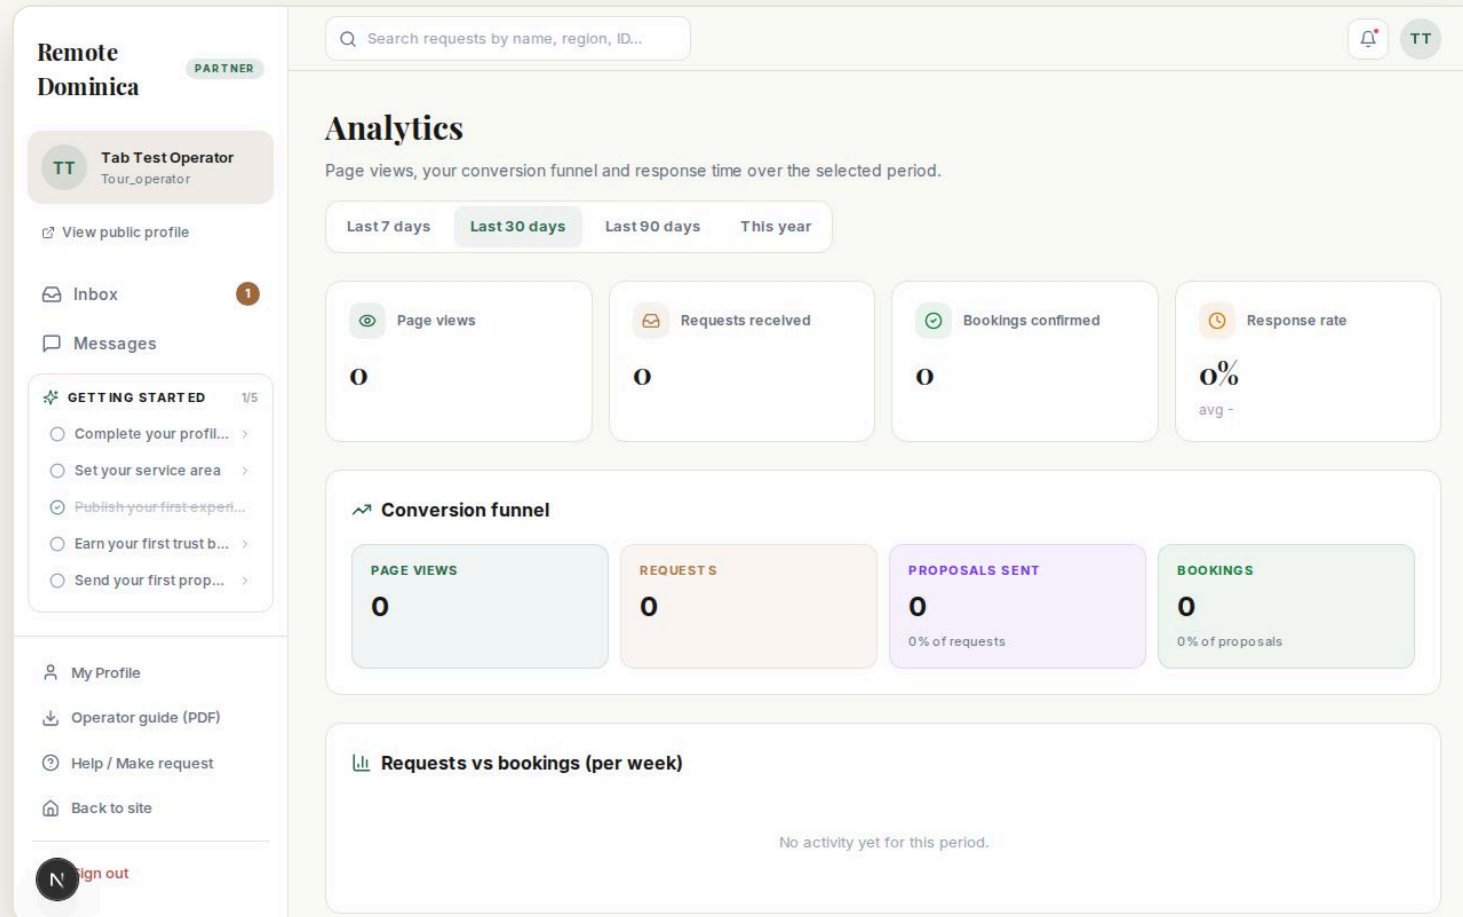 Remote
Dominica
PARTNER
TT
Tab Test Operator
Tour_operator
View public profile
Inbox
1
Messages
GETTING STARTED
1/5
Complete your profil...
Set your service area
Publish your first experi...
Earn your first trust b...
Send your first prop...
My Profile
Operator guide (PDF)
Help / Make request
Back to site
N
ign out
Search requests by name, region, ID...
TT
Analytics
Page views, your conversion funnel and response time over the selected period.
Last 7 days
Last 30 days
Last 90 days
This year
Page views
0
Requests received
0
Bookings confirmed
0
Response rate
0%
avg -
Conversion funnel
PAGE VIEWS
0
REQUESTS
0
PROPOSALS SENT
0
0% of requests
BOOKINGS
0
0% of proposals
Requests vs bookings (per week)
No activity yet for this period.